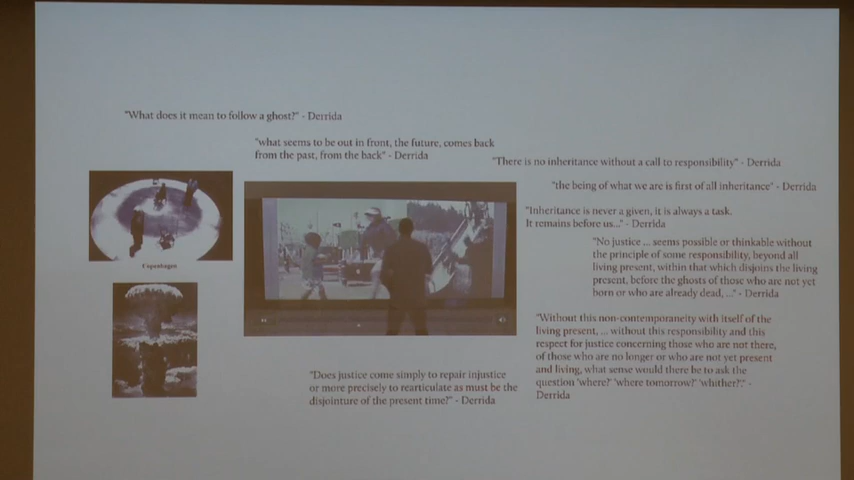 "What does it mean to follow a ghost?" - Derrida
"what seems to be out in front, the future, comes back
from the past, from the back" - Derrida
"There is no inheritance without a call to responsibility" - Derrida
"the being of what we are is first of all inheritance" - Derrida
"Inheritance is never a given, it is always a task.
It remains before us..." - Derrida
"No justice ... seems possible or thinkable without
the principle of some responsibility, beyond all
living present, within that which disjoins the living
present, before the ghosts of those who are not yet
born or who are already dead, ..." - Derrida
Copenhagen
"Without this non-contemporaneity with itself of the
living present, ... without this responsibility and this
respect for justice concerning those who are not there,
of those who are no longer or who are not yet present
and living, what sense would there be to ask the
question 'where?' 'where tomorrow?' 'whither?'." -
Derrida
"Does justice come simply to repair injustice
or more precisely to rearticulate as must be the
disjointure of the present time?" - Derrida